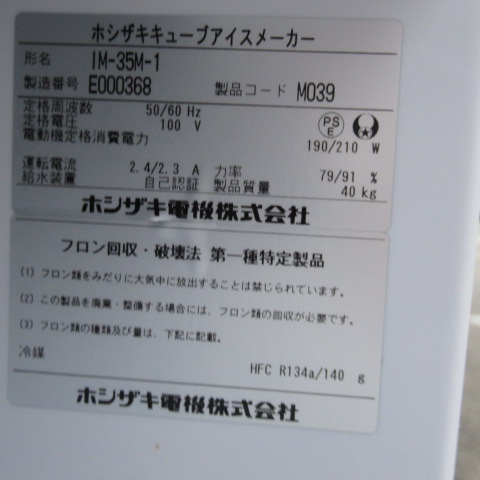 ホシザキキューブアイスメーカー
形名 IM-35M-1
製造番号 E000368 製品コード M039
定格周波数 50/60 Hz
定格電圧 100 V
PS E
電動機定格消費電力 190/210 W
運転電流 2.4/2.3 A 力率 79/91 %
給水装置 自己認証 製品質量 40 kg
ホシザキ電機株式会社
フロン回収・破壊法 第一種特定製品
(1) フロン類をみだりに大気中に放出することは禁じられています。
(2) この製品を廃棄・整備する場合には、フロン類の回収が必要です。
(3) フロン類の種類及び量は、下記に記載。
冷媒 HFC R134a/140 g
ホシザキ電機株式会社